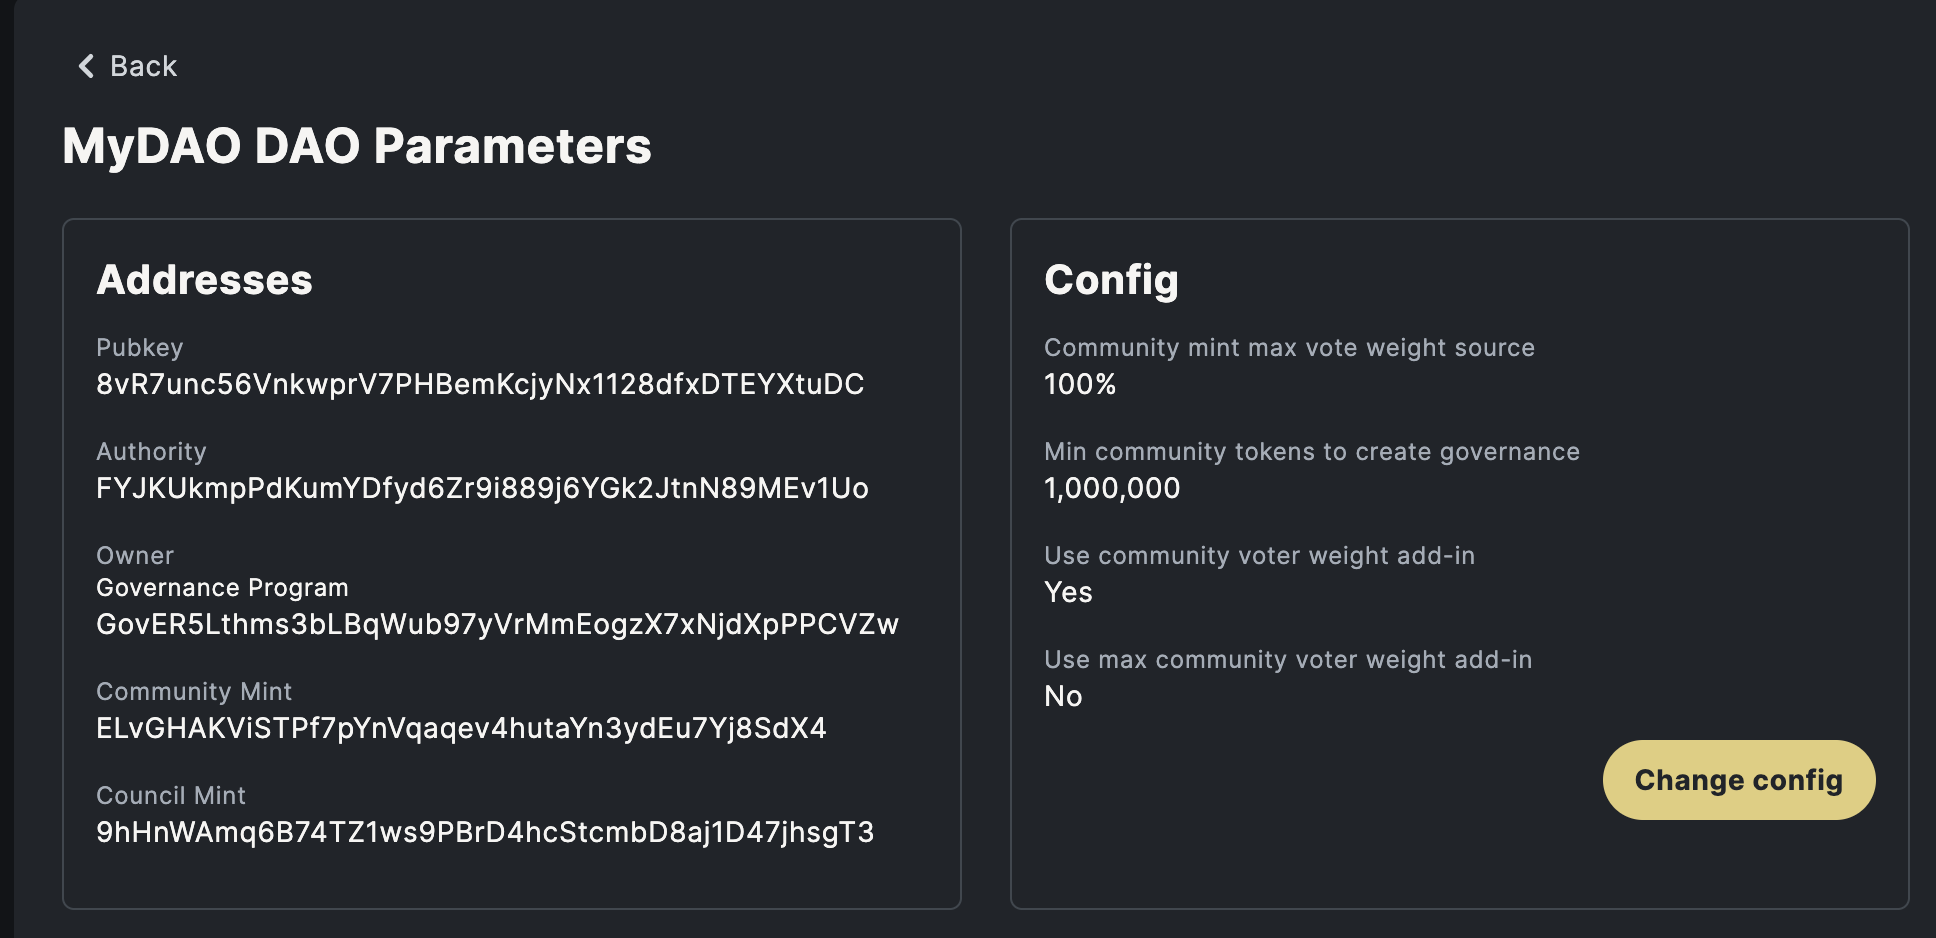 Back
MyDAO DAO Parameters
Addresses
Pubkey
8vR7unc56VnkwprV7PHBemKcjyNx1128dfxDTEYXtuDC
Authority
FYJKUkmpPdKumYDfyd6Zr9i889j6YGk2JtnN89MEv1Uo
Owner
Governance Program
GovER5Lthms3bLBqWub97yVrMmEogzX7xNjdXpPPCVZw
Community Mint
ELvGHAKViSTPf7pYnVqaqev4hutaYn3ydEu7Yj8SdX4
Council Mint
9hHnWAmq6B74TZ1ws9PBrD4hcStcmbD8aj1D47jhsgT3
Config
Community mint max vote weight source
100%
Min community tokens to create governance
1,000,000
Use community voter weight add-in
Yes
Use max community voter weight add-in
No
Change config